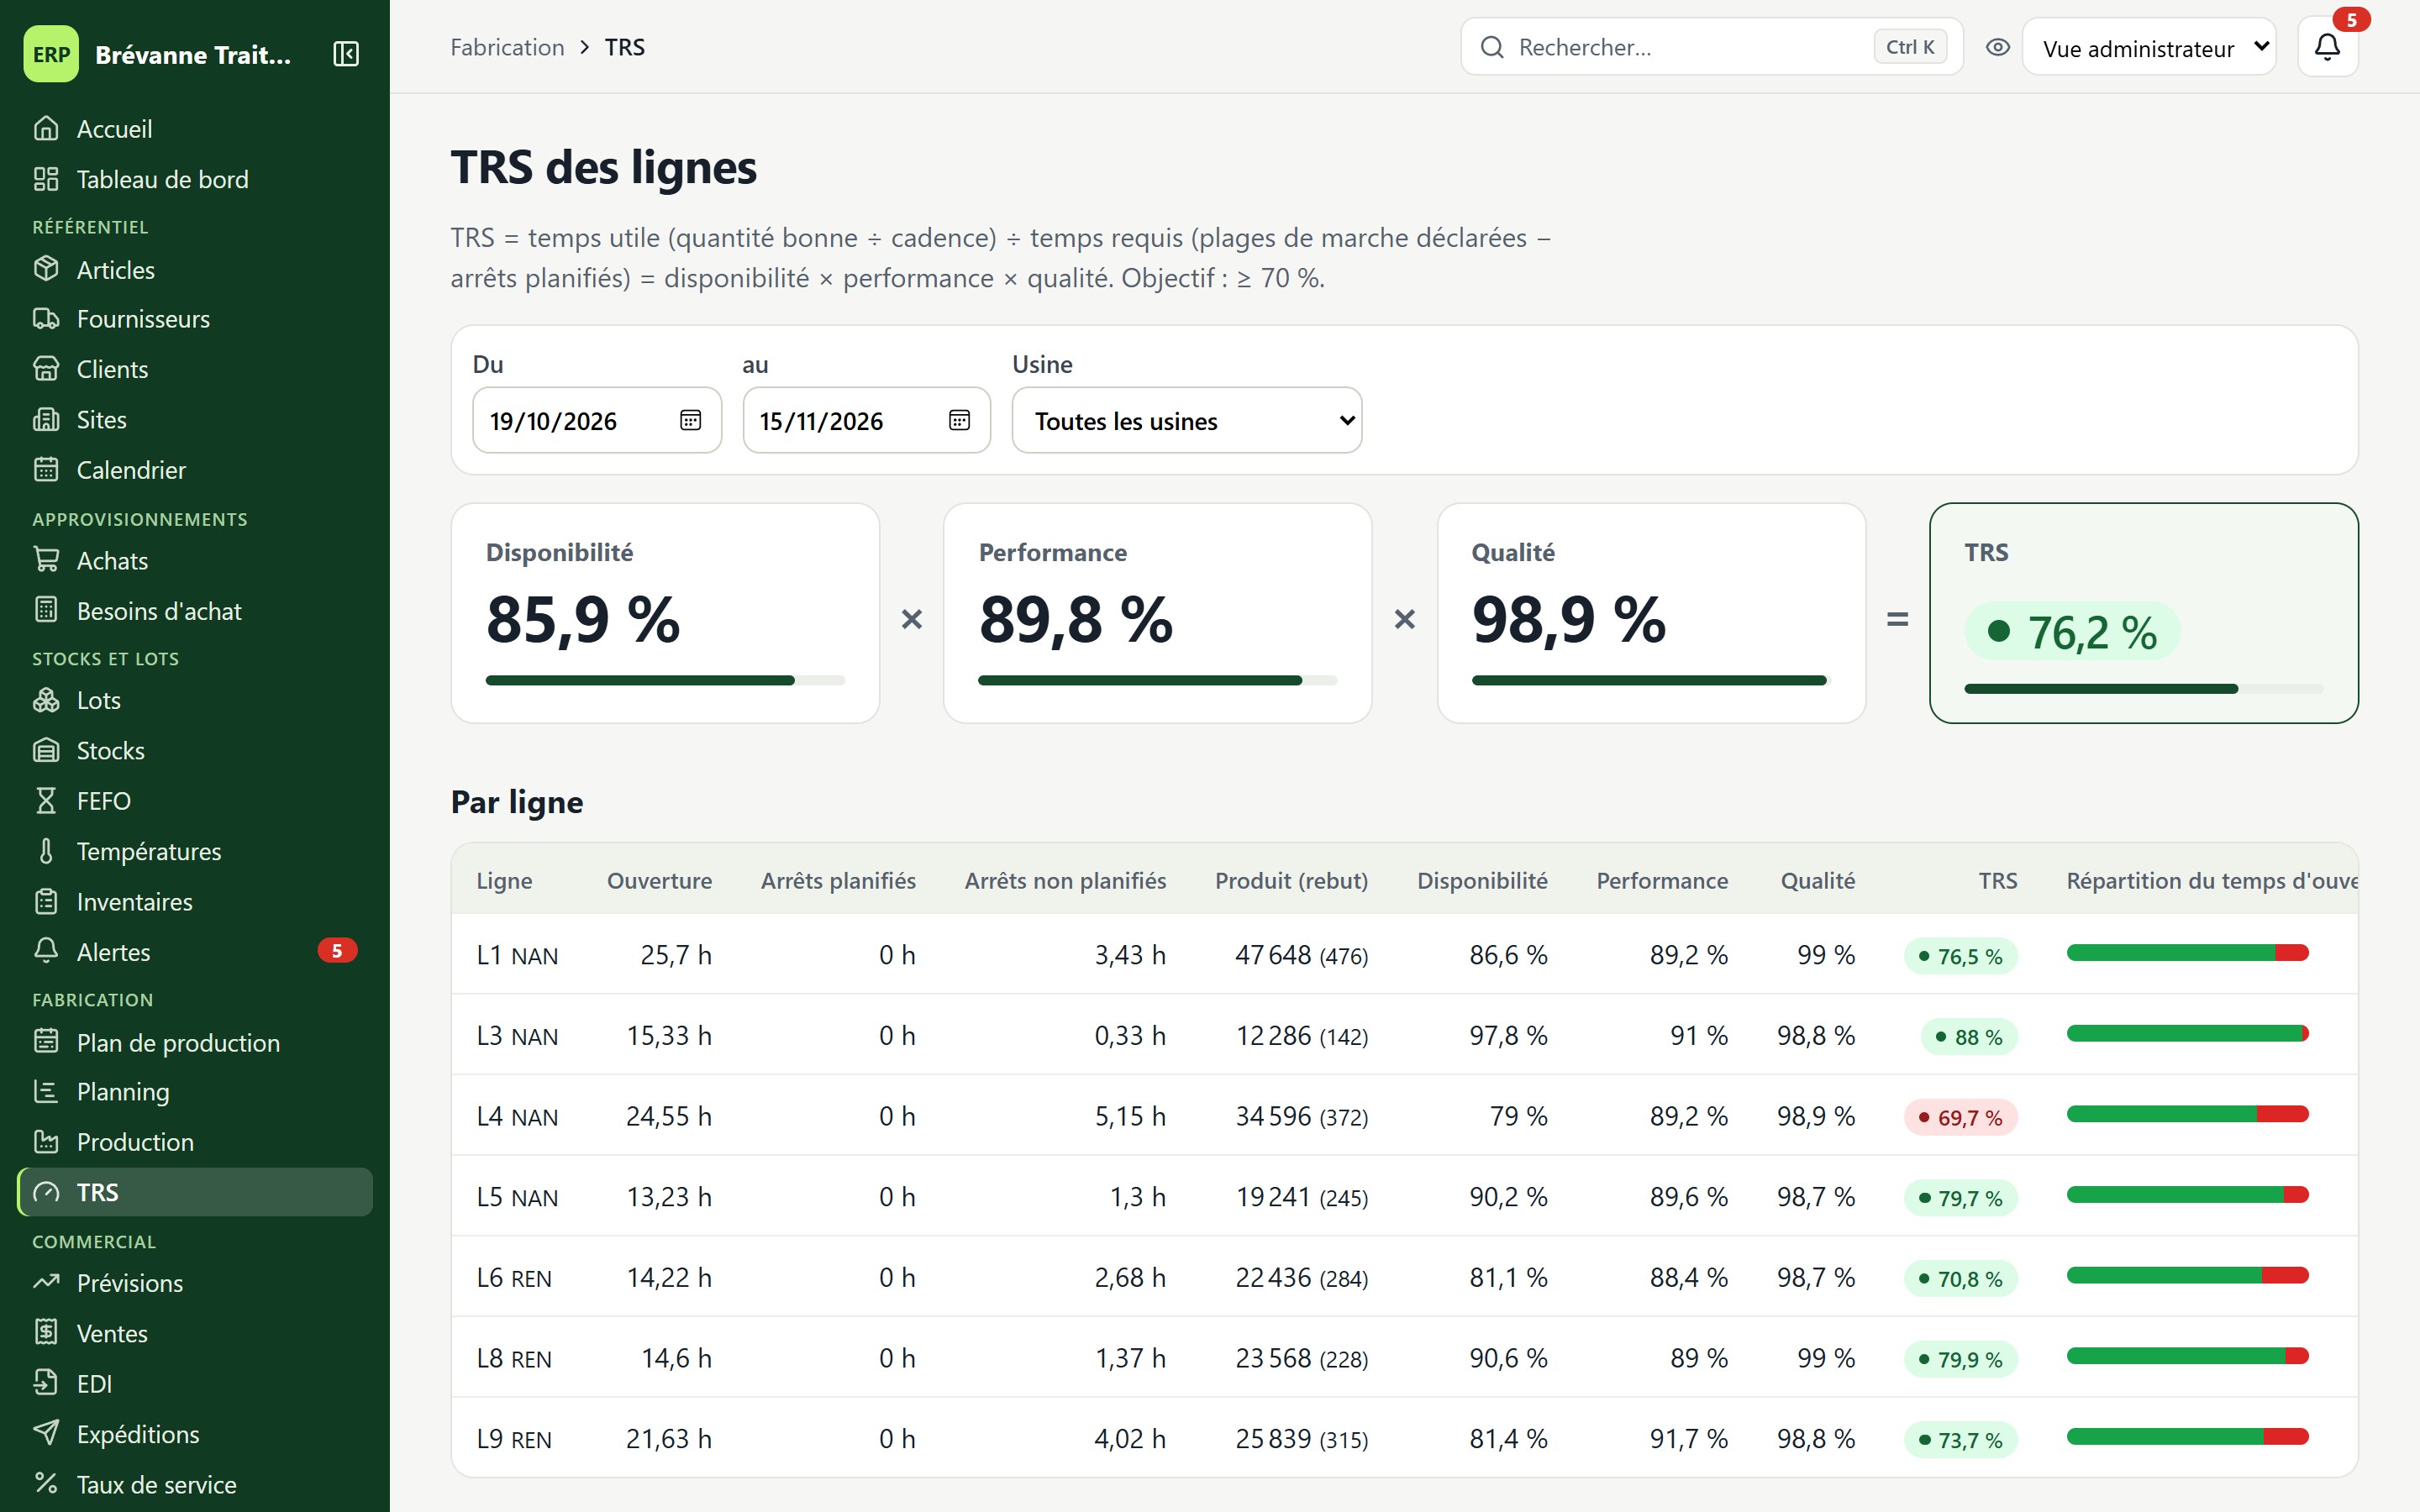 ERP Brévanne Trait...
Accueil
Tableau de bord
RÉFÉRENTIEL
Articles
Fournisseurs
Clients
Sites
Calendrier
APPROVISIONNEMENTS
Achats
Besoins d'achat
STOCKS ET LOTS
Lots
Stocks
FEFO
Températures
Inventaires
Alertes 5
FABRICATION
Plan de production
Planning
Production
TRS
COMMERCIAL
Prévisions
Ventes
EDI
Expéditions
Taux de service
Fabrication > TRS
Rechercher... Ctrl K
Vue administrateur
5
TRS des lignes
TRS = temps utile (quantité bonne ÷ cadence) ÷ temps requis (plages de marche déclarées –
arrêts planifiés) = disponibilité × performance × qualité. Objectif : ≥ 70 %.
Du au Usine
19/10/2026 15/11/2026 Toutes les usines
Disponibilité Performance Qualité TRS
85,9 % × 89,8 % × 98,9 % = 76,2 %
Par ligne
Ligne Ouverture Arrêts planifiés Arrêts non planifiés Produit (rebut) Disponibilité Performance Qualité TRS Répartition du temps d'ouve
L1 NAN 25,7 h 0 h 3,43 h 47 648 (476) 86,6 % 89,2 % 99 % 76,5 %
L3 NAN 15,33 h 0 h 0,33 h 12 286 (142) 97,8 % 91 % 98,8 % 88 %
L4 NAN 24,55 h 0 h 5,15 h 34 596 (372) 79 % 89,2 % 98,9 % 69,7 %
L5 NAN 13,23 h 0 h 1,3 h 19 241 (245) 90,2 % 89,6 % 98,7 % 79,7 %
L6 REN 14,22 h 0 h 2,68 h 22 436 (284) 81,1 % 88,4 % 98,7 % 70,8 %
L8 REN 14,6 h 0 h 1,37 h 23 568 (228) 90,6 % 89 % 99 % 79,9 %
L9 REN 21,63 h 0 h 4,02 h 25 839 (315) 81,4 % 91,7 % 98,8 % 73,7 %